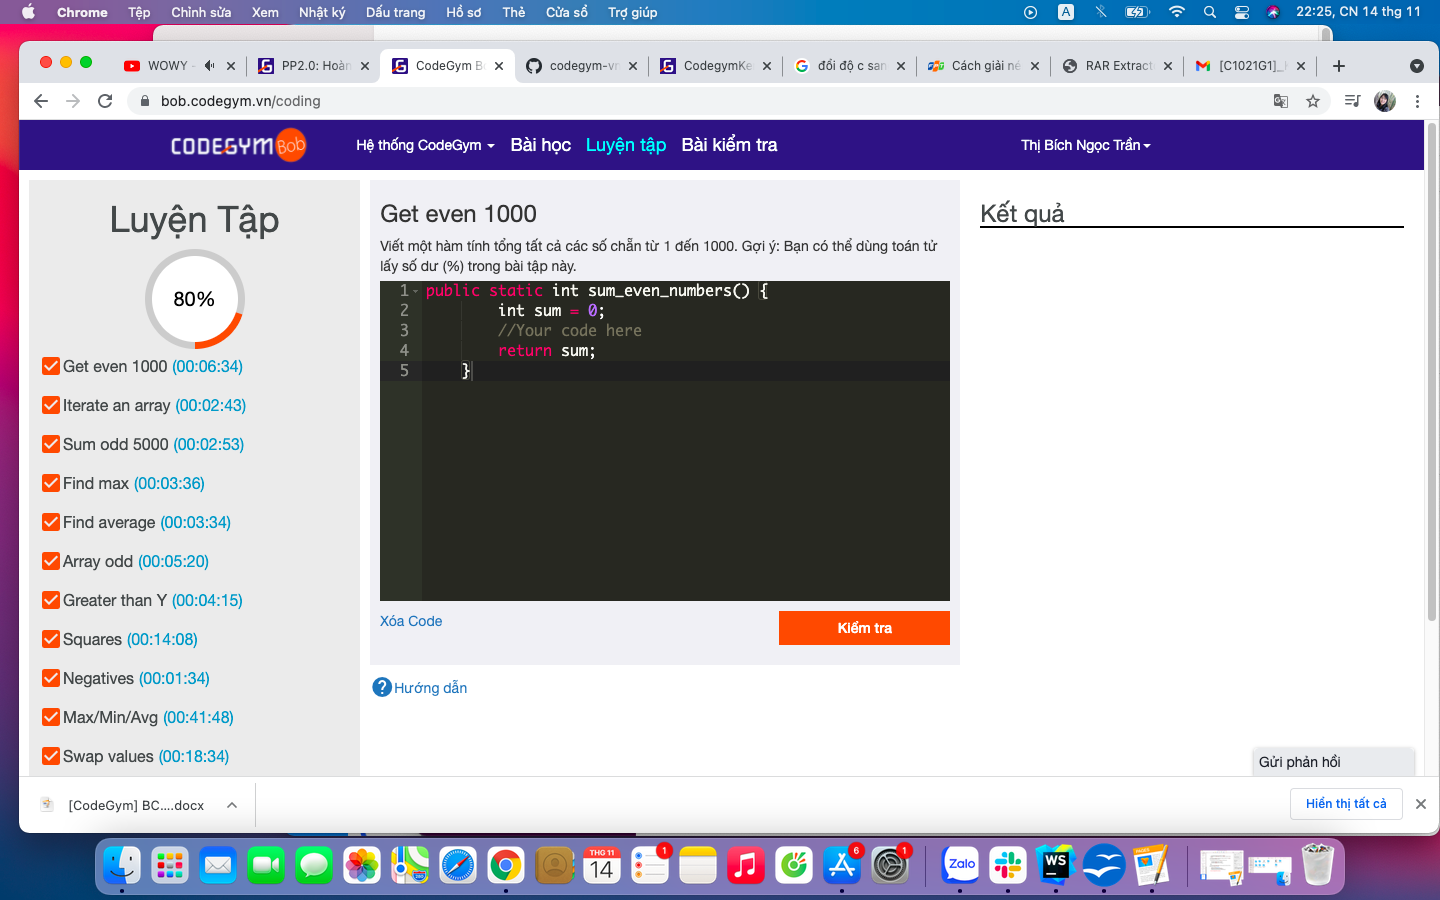 Chrome Tệp Chỉnh sửa Xem Nhật ký Dấu trang Hồ sơ Thẻ Cửa sổ Trợ giúp A 22:25, CN 14 thg 11
WOWY - PP2.0: Hoàn CodeGym B codegym-vn CodegymKe đổi độ c san Cách giải né RAR Extract [C1021G1]_
bob.codegym.vn/coding
CODEGYM Bob Hệ thống CodeGym Bài học Luyện tập Bài kiểm tra Thị Bích Ngọc Trần
Luyện Tập
80%
Get even 1000 (00:06:34)
Iterate an array (00:02:43)
Sum odd 5000 (00:02:53)
Find max (00:03:36)
Find average (00:03:34)
Array odd (00:05:20)
Greater than Y (00:04:15)
Squares (00:14:08)
Negatives (00:01:34)
Max/Min/Avg (00:41:48)
Swap values (00:18:34)
Get even 1000
Viết một hàm tính tổng tất cả các số chẵn từ 1 đến 1000. Gợi ý: Bạn có thể dùng toán tử
lấy số dư (%) trong bài tập này.
1 public static int sum_even_numbers() {
2 int sum = 0;
3 //Your code here
4 return sum;
5 }
Xóa Code
Kiểm tra
? Hướng dẫn
Kết quả
Gửi phản hồi
[CodeGym] BC....docx
Hiển thị tất cả
THG 11
14
1
6
1
Zalo
WS
PAGES